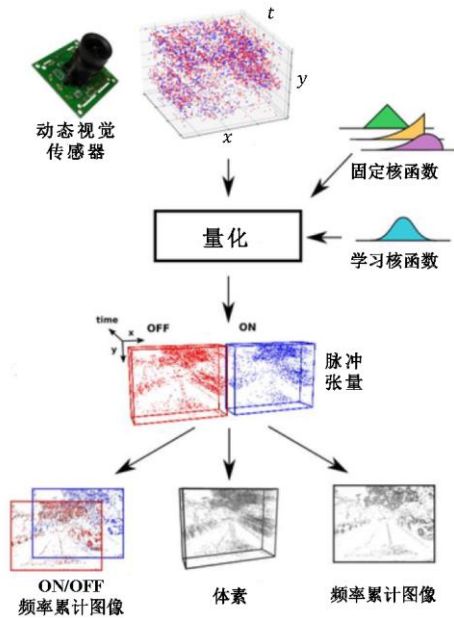 t
y
x
动态视觉
传感器
固定核函数
量化
学习核函数
time
x
y
OFF
ON
脉冲
张量
ON/OFF
频率累计图像
体素
频率累计图像